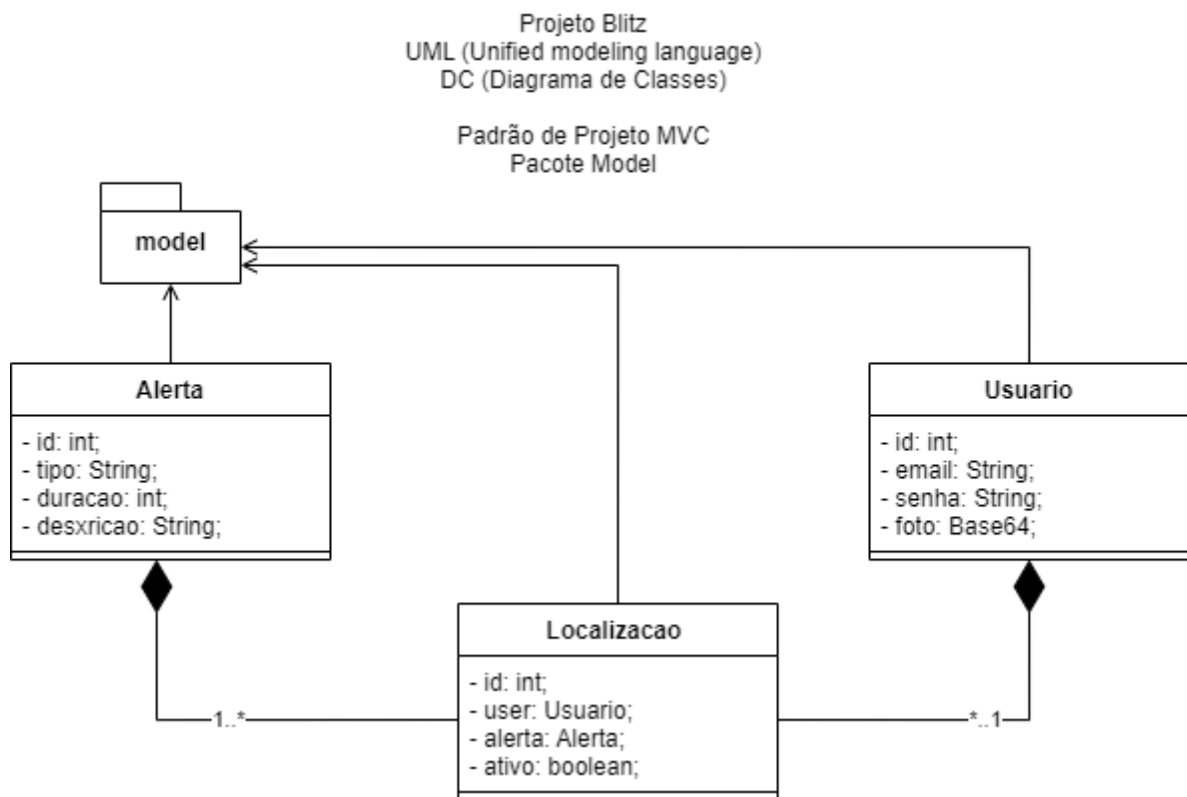 Projeto Blitz
UML (Unified modeling language)
DC (Diagrama de Classes)
Padrão de Projeto MVC
Pacote Model
model
Alerta
- id: int;
- tipo: String;
- duracao: int;
- desxricao: String;
Usuario
- id: int;
- email: String;
- senha: String;
- foto: Base64;
Localizacao
- id: int;
- user: Usuario;
- alerta: Alerta;
- ativo: boolean;
1..*
*..1